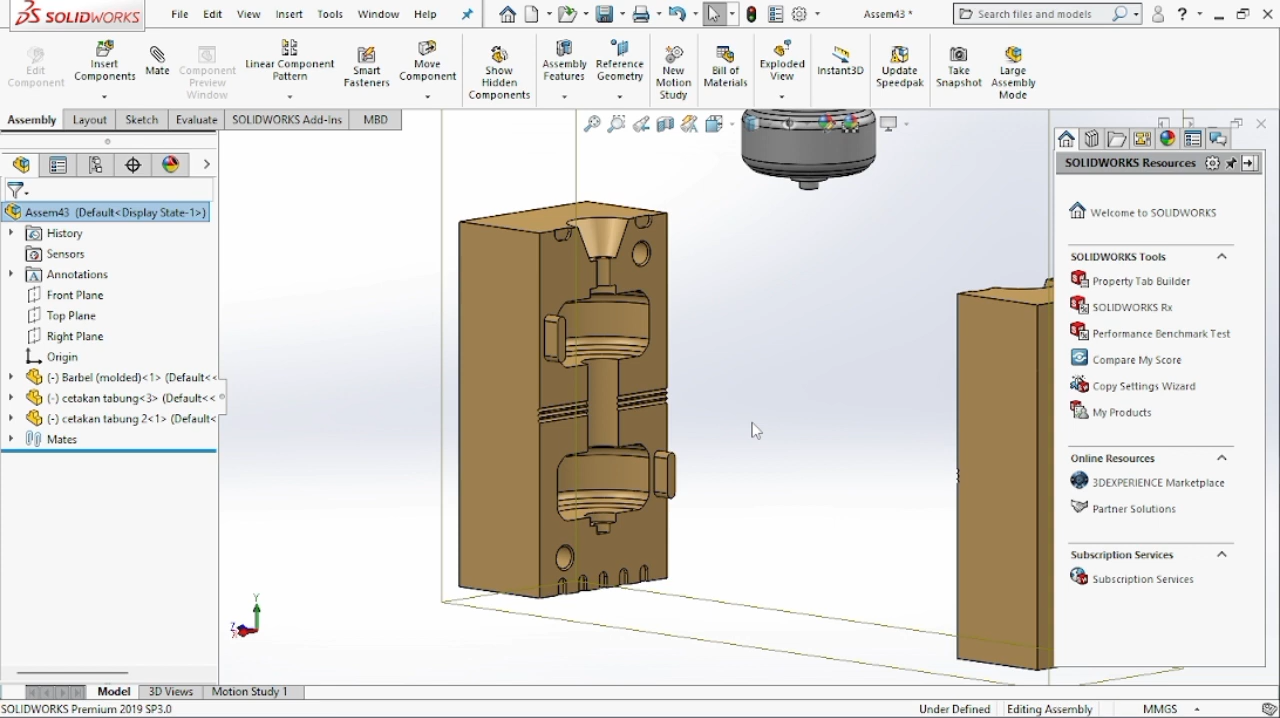 SOLIDWORKS File Edit View Insert Tools Window Help Assem43 * Search files and models ?
Edit Component
Insert Components
Mate
Component Preview Window
Linear Component Pattern
Smart Fasteners
Move Component
Show Hidden Components
Assembly Features
Reference Geometry
New Motion Study
Bill of Materials
Exploded View
Instant3D
Update Speedpak
Take Snapshot
Large Assembly Mode
Assembly Layout Sketch Evaluate SOLIDWORKS Add-Ins MBD
Assem43 (Default<Display State-1>)
History
Sensors
Annotations
Front Plane
Top Plane
Right Plane
Origin
(-) Barbel (molded)<1> (Default<<
(-) cetakan tabung<3> (Default<<
(-) cetakan tabung 2<1> (Default<
Mates
Y
Z
X
SOLIDWORKS Resources
Welcome to SOLIDWORKS
SOLIDWORKS Tools
Property Tab Builder
SOLIDWORKS Rx
Performance Benchmark Test
Compare My Score
Copy Settings Wizard
My Products
Online Resources
3DEXPERIENCE Marketplace
Partner Solutions
Subscription Services
Subscription Services
Model 3D Views Motion Study 1
SOLIDWORKS Premium 2019 SP3.0 Under Defined Editing Assembly MMGS